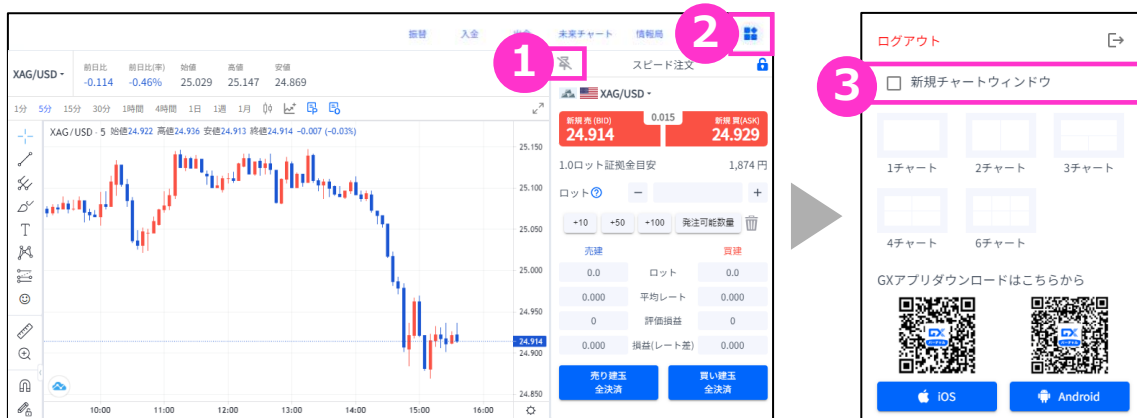 振替 入金 未来チャート 情報局
1
2
XAG/USD
前日比 前日比(率) 始値 高値 安値
-0.114 -0.46% 25.029 25.147 24.869
スピード注文
1分 5分 15分 30分 1時間 4時間 1日 1週 1月
XAG/USD · 5 始値24.922 高値24.936 安値24.913 終値24.914 -0.007 (-0.03%)
25.150
25.100
25.050
25.000
24.950
24.914
24.900
24.850
10:00 11:00 12:00 13:00 14:00 15:00 16:00
XAG/USD
新規 売 (BID) 0.015 新規 買(ASK)
24.914 24.929
1.0ロット証拠金目安 1,874 円
ロット ? − +
+10 +50 +100 発注可能数量
売建 買建
0.0 ロット 0.0
0.000 平均レート 0.000
0 評価損益 0
0.000 損益(レート差) 0.000
売り建玉 買い建玉
全決済 全決済
ログアウト
3
新規チャートウィンドウ
1チャート 2チャート 3チャート
4チャート 6チャート
GXアプリダウンロードはこちらから
GX GX
iOS Android